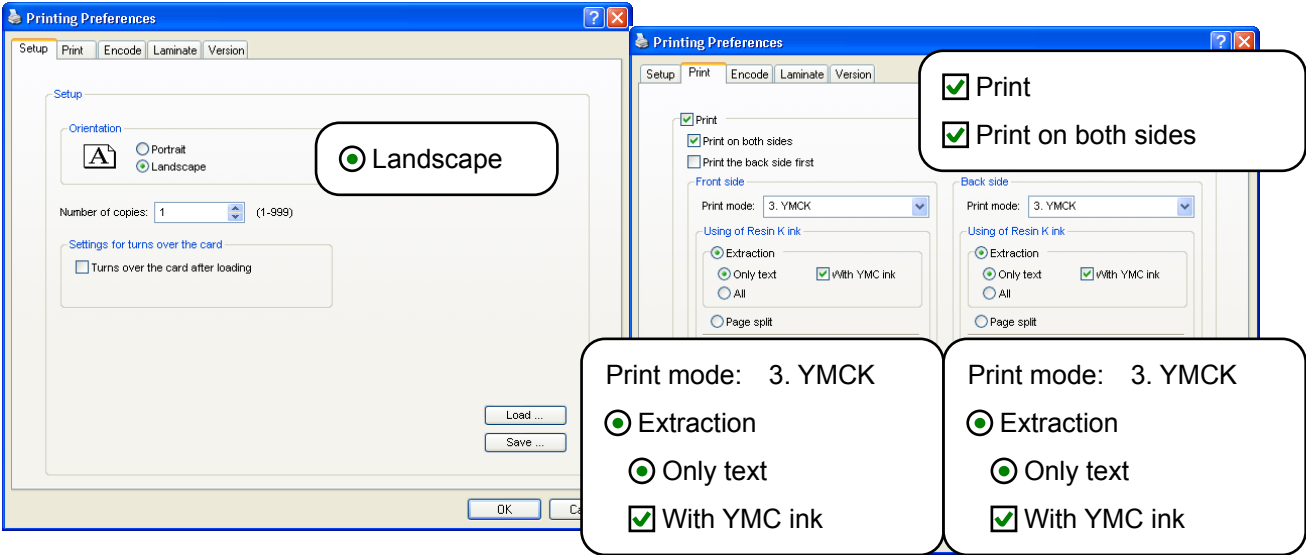 Printing Preferences
Setup Print Encode Laminate Version
Setup
Orientation
A
Portrait
Landscape
Landscape
Number of copies: 1 (1-999)
Settings for turns over the card
Turns over the card after loading
Load ...
Save ...
OK
Printing Preferences
Setup Print Encode Laminate Version
Print
Print on both sides
Print
Print on both sides
Print the back side first
Front side
Print mode: 3. YMCK
Using of Resin K ink
Extraction
Only text With YMC ink
All
Page split
Back side
Print mode: 3. YMCK
Using of Resin K ink
Extraction
Only text With YMC ink
All
Page split
Print mode: 3. YMCK
Extraction
Only text
With YMC ink
Print mode: 3. YMCK
Extraction
Only text
With YMC ink